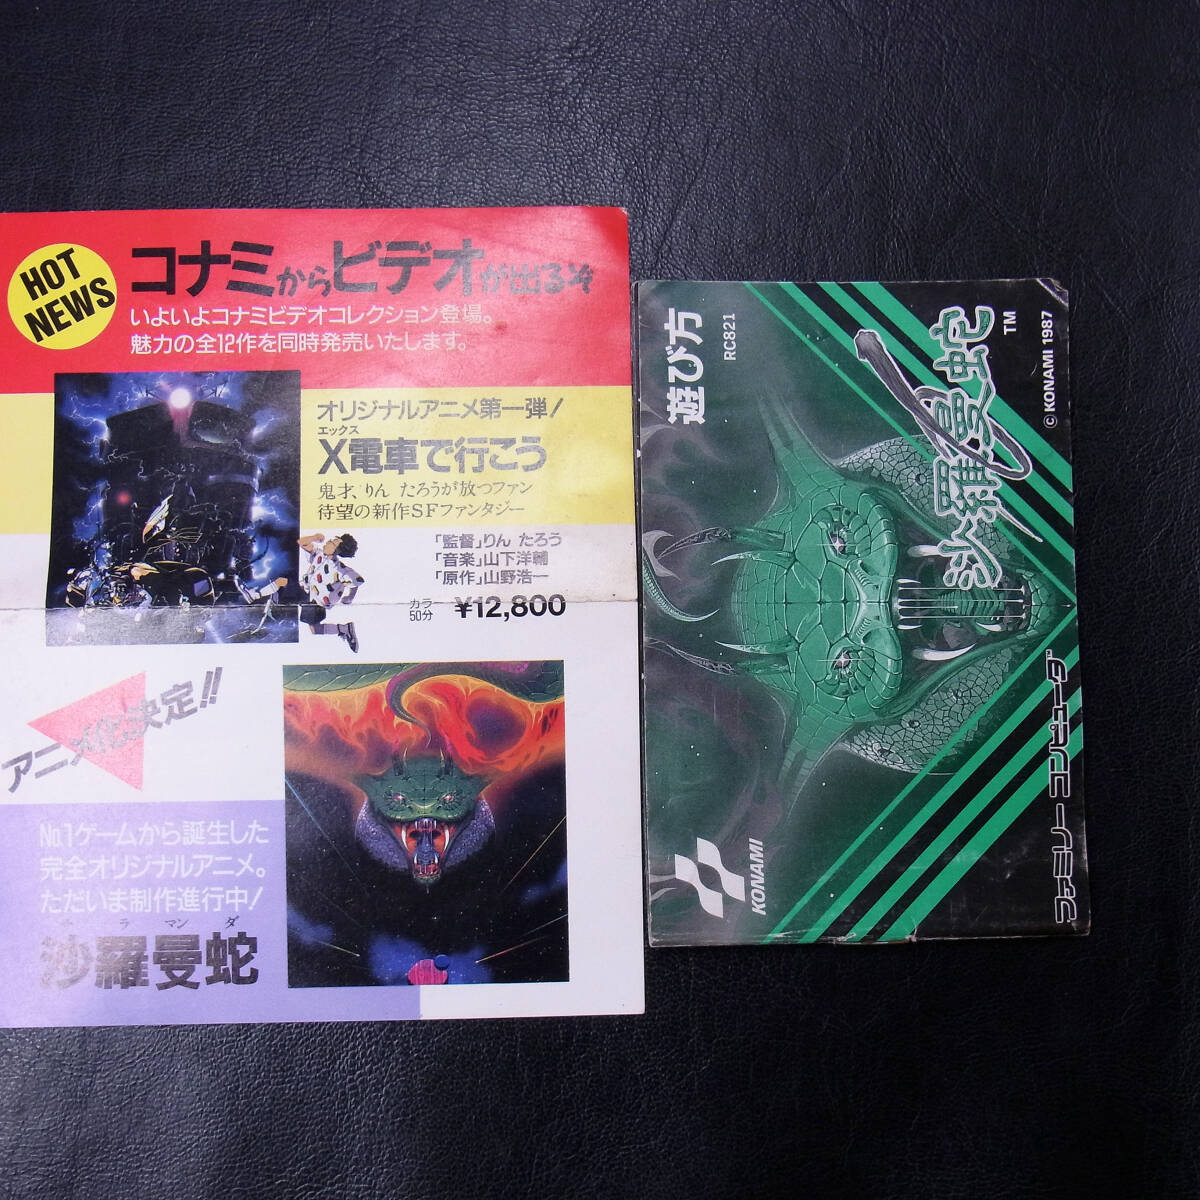 HOT
NEWS
コナミからビデオが出るぞ
いよいよコナミビデオコレクション登場。
魅力の全12作を同時発売いたします。
オリジナルアニメ第一弾!
エックス
X電車で行こう
鬼才、りん たろうが放つファン
待望の新作SFファンタジー
「監督」りん たろう
「音楽」山下洋輔
「原作」山野浩一
カラー
50分
¥12,800
アニメ化決定!!
No.1ゲームから誕生した
完全オリジナルアニメ。
ただいま制作進行中!
ラ マン ダ
沙羅曼蛇
遊び方
RC821
沙羅曼蛇
TM
© KONAMI 1987
KONAMI
ファミリーコンピュータ